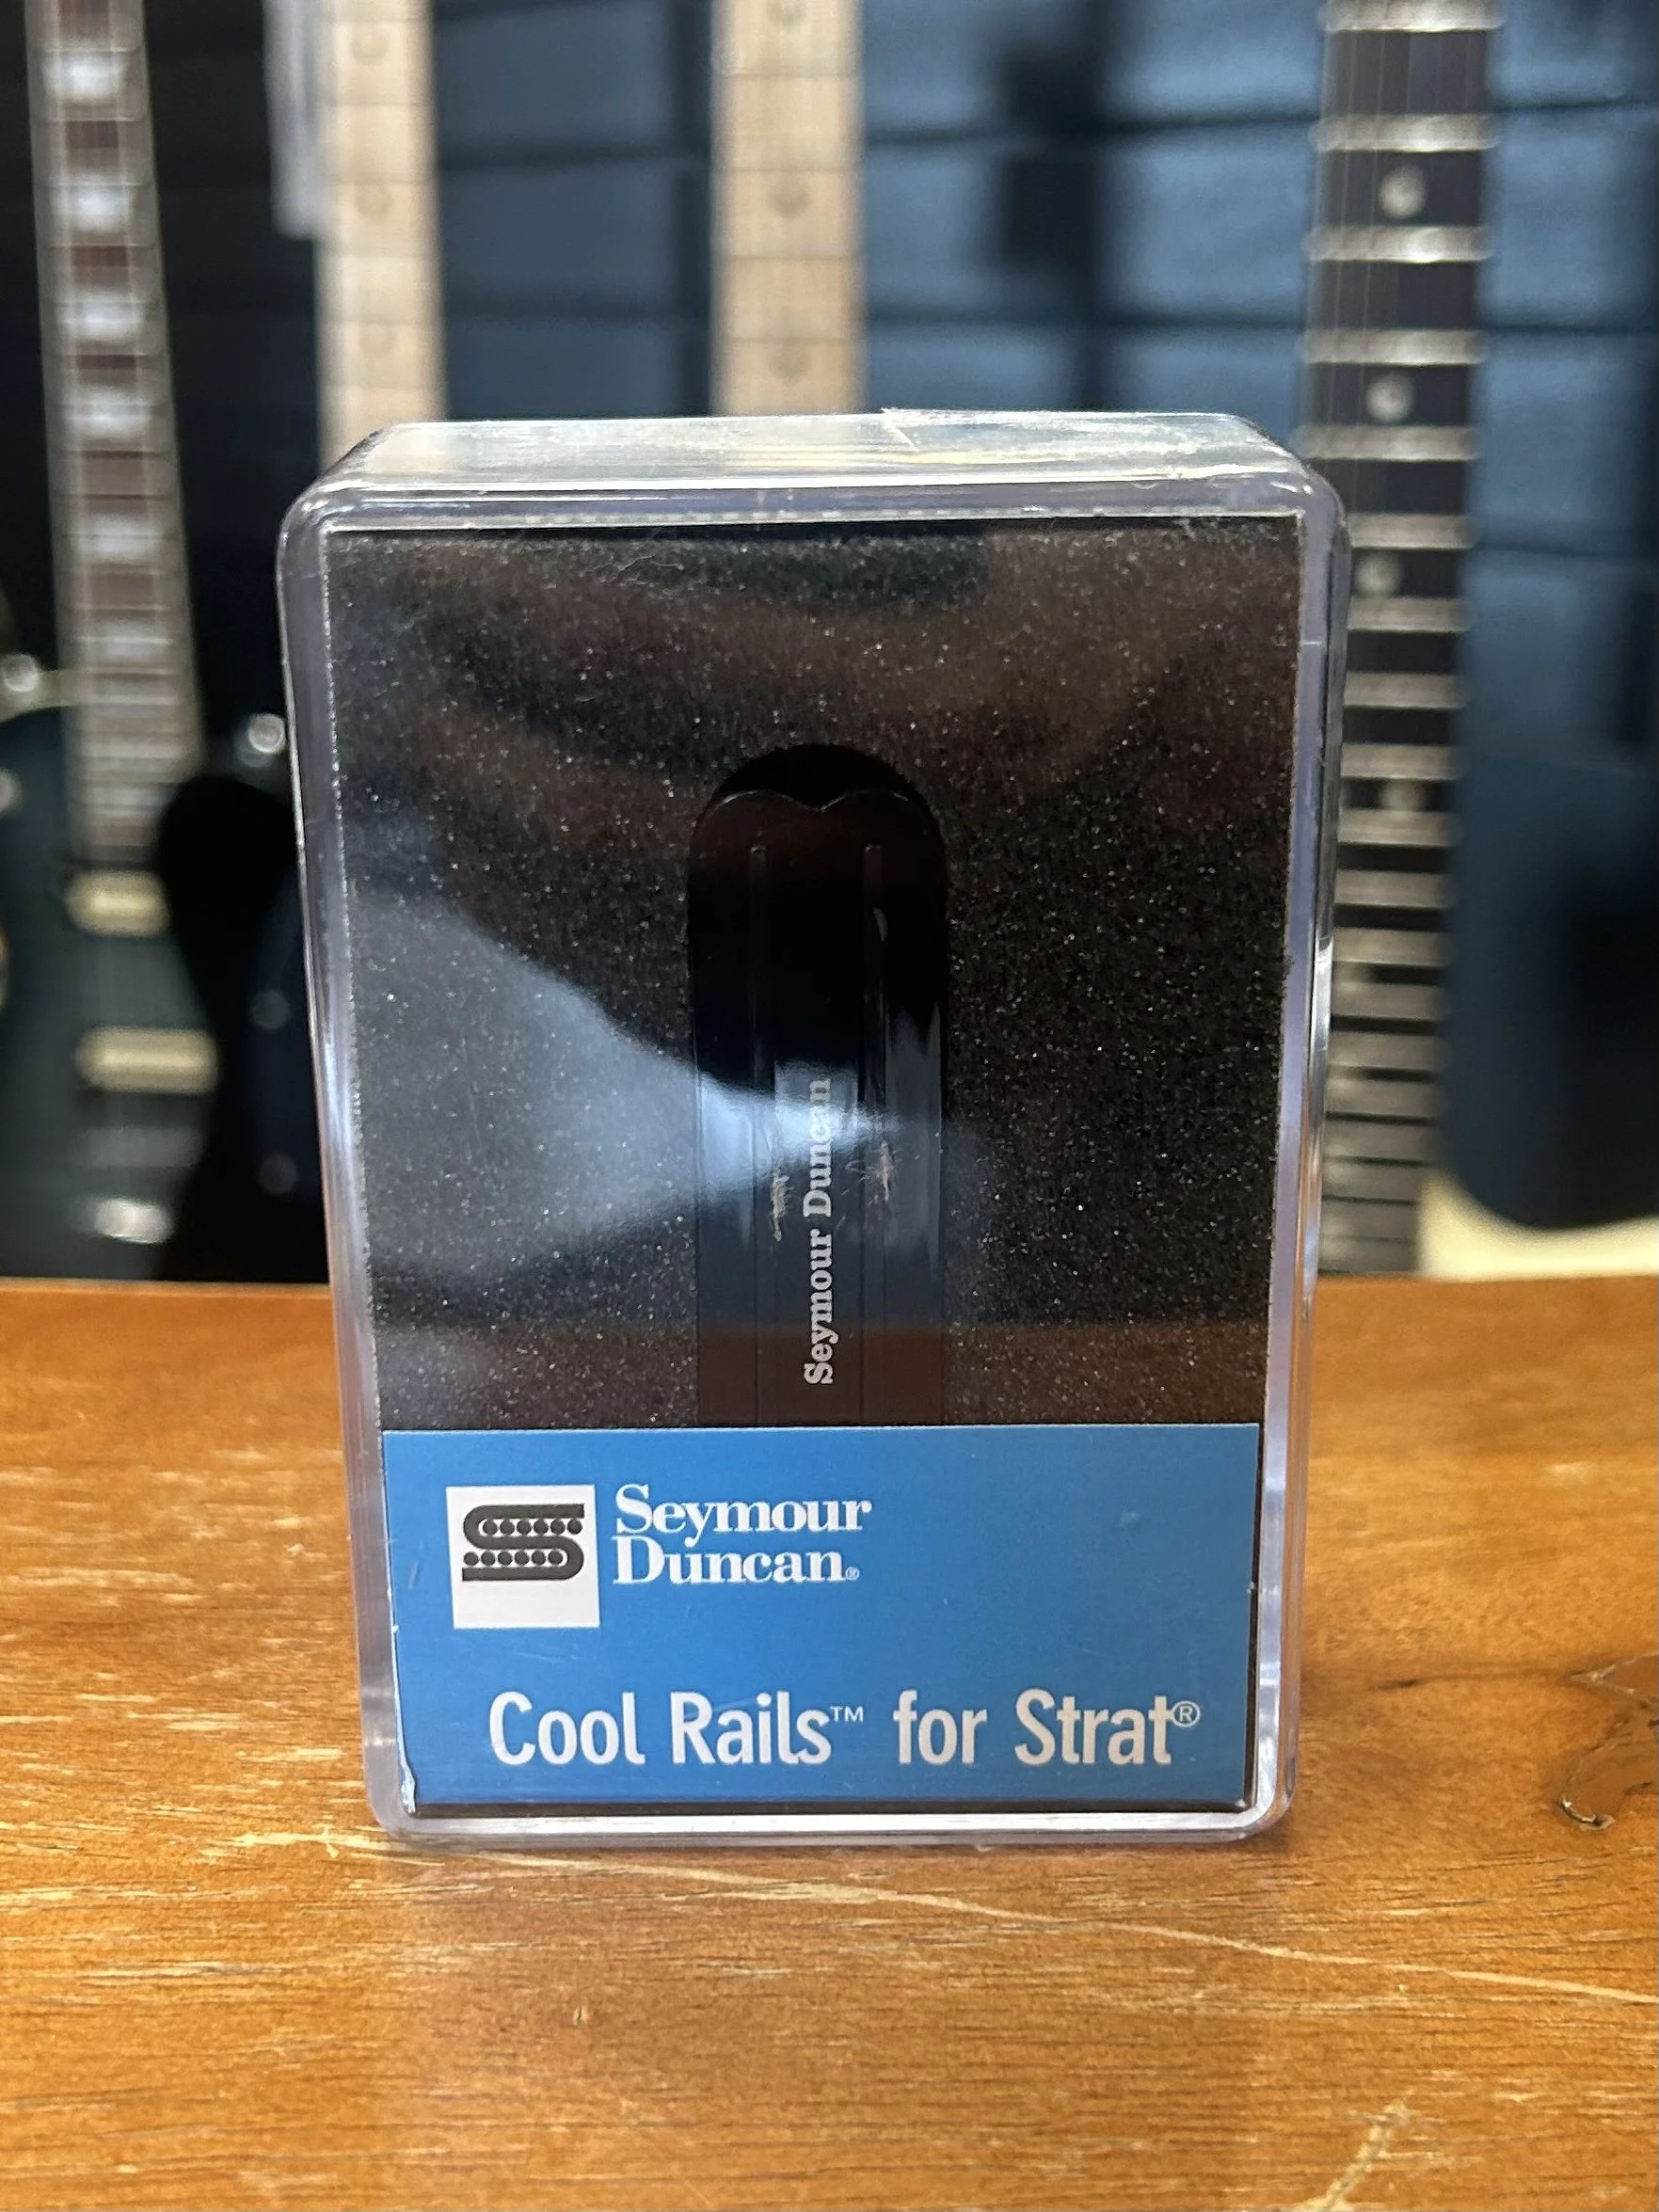 Seymour Duncan
Seymour
Duncan®
Cool Rails™ for Strat®